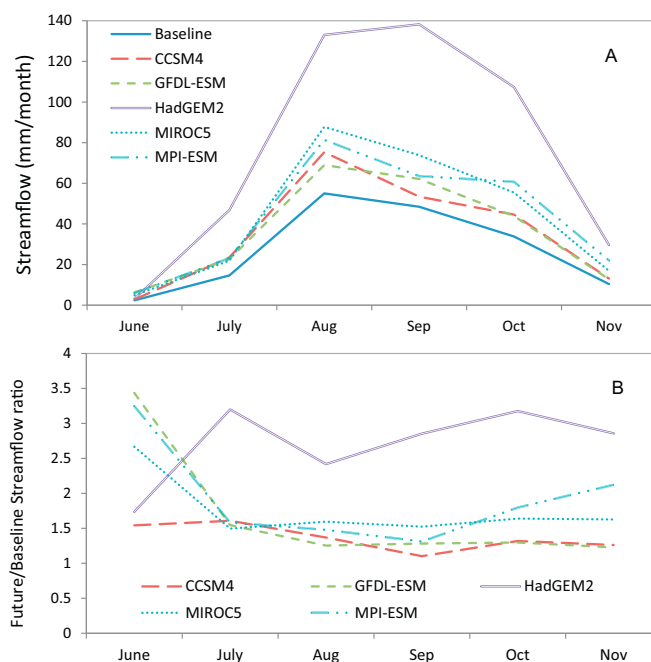 Streamflow (mm/month)
140
120
100
80
60
40
20
0
Baseline
CCSM4
GFDL-ESM
HadGEM2
MIROC5
MPI-ESM
A
June July Aug Sep Oct Nov
Future/Baseline Streamflow ratio
4
3.5
3
2.5
2
1.5
1
0.5
0
B
CCSM4 GFDL-ESM HadGEM2
MIROC5 MPI-ESM
June July Aug Sep Oct Nov